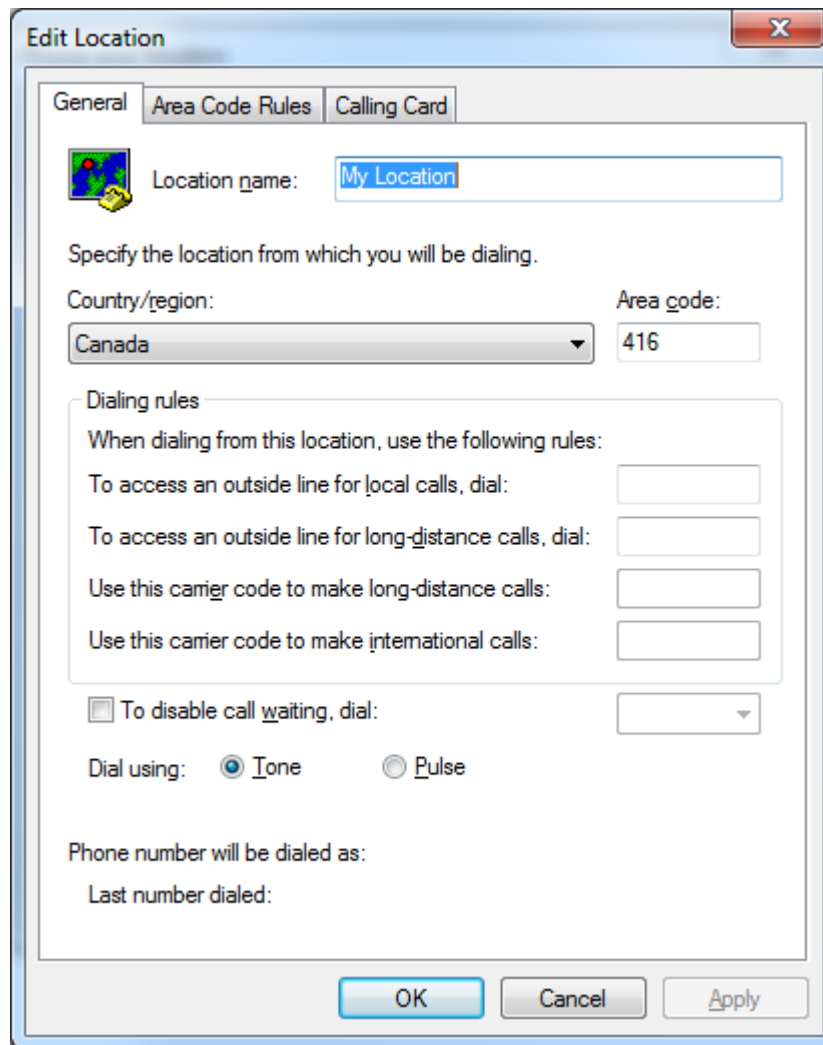 Edit Location
General
Area Code Rules
Calling Card
Location name:
My Location
Specify the location from which you will be dialing.
Country/region:
Area code:
Canada
416
Dialing rules
When dialing from this location, use the following rules:
To access an outside line for local calls, dial:
To access an outside line for long-distance calls, dial:
Use this carrier code to make long-distance calls:
Use this carrier code to make international calls:
To disable call waiting, dial:
Dial using:
Tone
Pulse
Phone number will be dialed as:
Last number dialed:
OK
Cancel
Apply